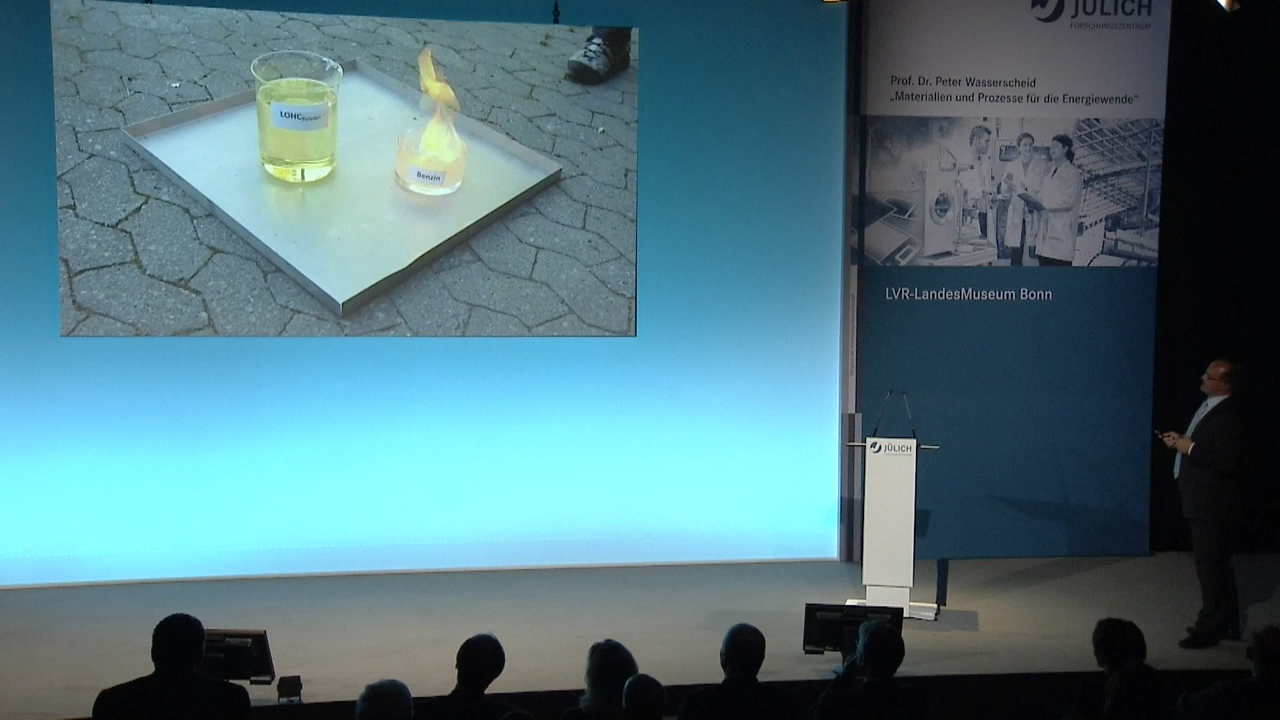 JÜLICH
FORSCHUNGSZENTRUM
Prof. Dr. Peter Wasserscheid
„Materialien und Prozesse für die Energiewende“
LOHC
Benzin
LVR-LandesMuseum Bonn
JÜLICH